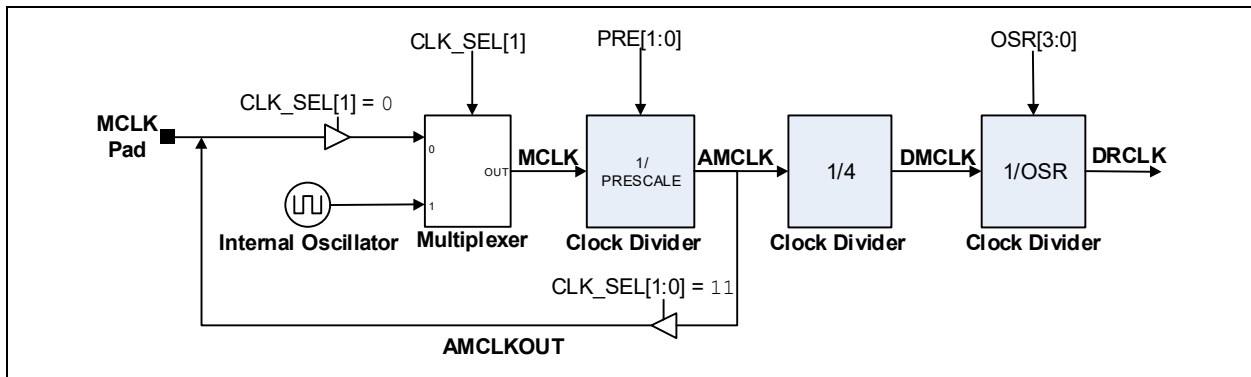 CLK_SEL[1]
PRE[1:0]
OSR[3:0]
CLK_SEL[1] = 0
MCLK
Pad
0
1
OUT
MCLK
1/
PRESCALE
AMCLK
1/4
DMCLK
1/OSR
DRCLK
Internal Oscillator
Multiplexer
Clock Divider
Clock Divider
Clock Divider
CLK_SEL[1:0] = 11
AMCLKOUT